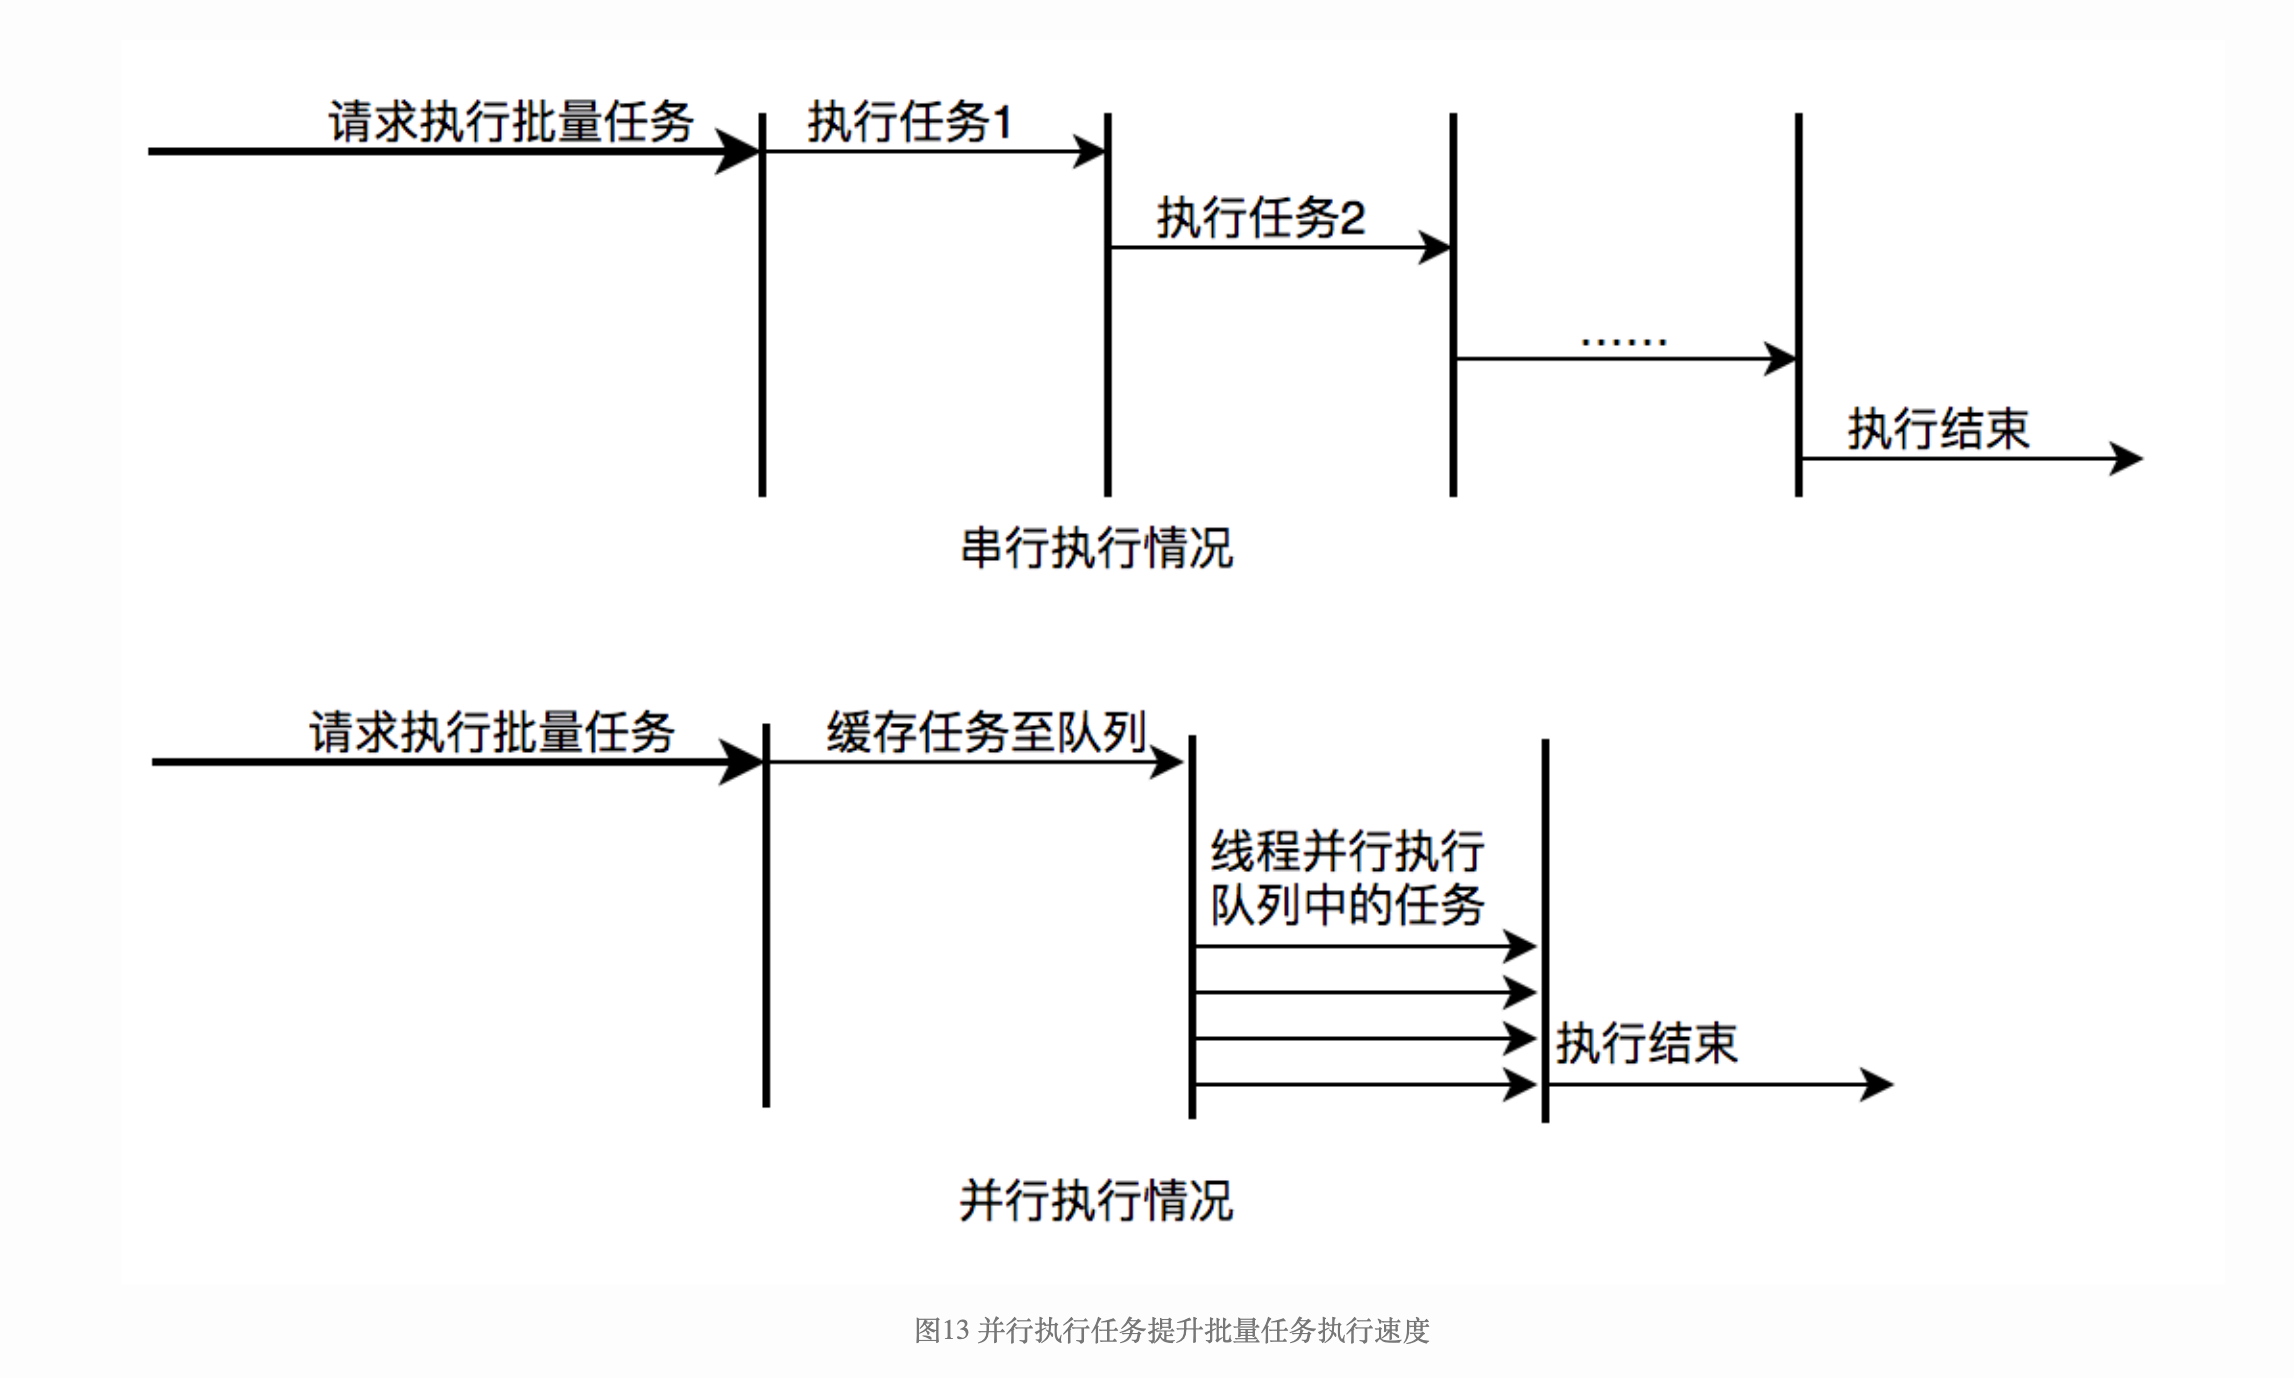 请求执行批量任务
执行任务1
执行任务2
……
执行结束
串行执行情况
请求执行批量任务
缓存任务至队列
线程并行执行
队列中的任务
执行结束
并行执行情况
图13 并行执行任务提升批量任务执行速度